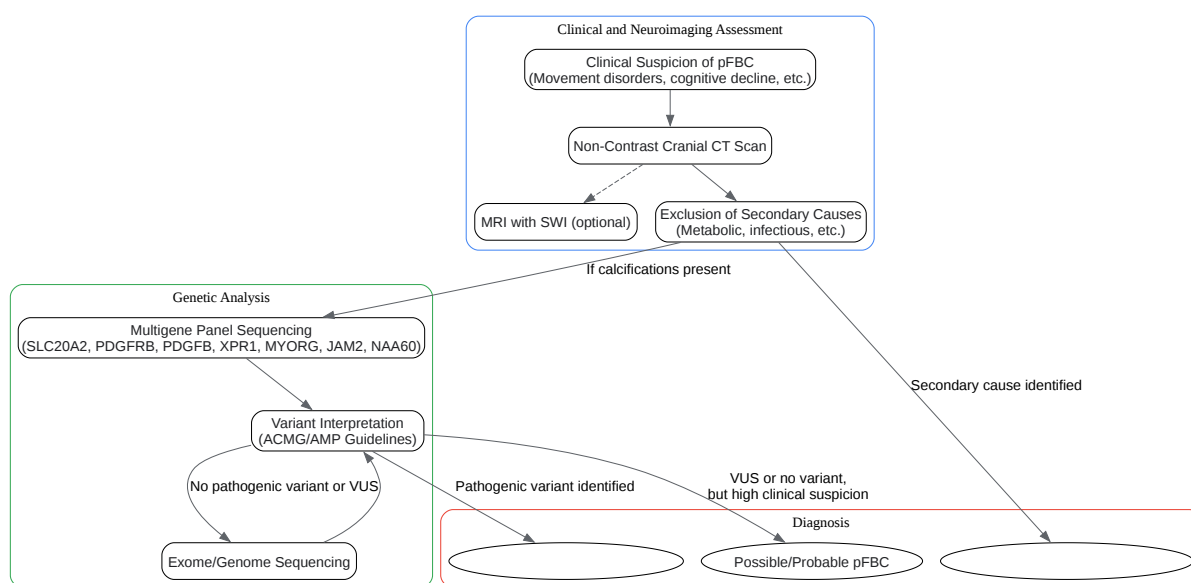 Clinical and Neuroimaging Assessment
Clinical Suspicion of pFBC
(Movement disorders, cognitive decline, etc.)
Non-Contrast Cranial CT Scan
MRI with SWI (optional)
Exclusion of Secondary Causes
(Metabolic, infectious, etc.)
If calcifications present
Genetic Analysis
Multigene Panel Sequencing
(SLC20A2, PDGFRB, PDGFB, XPR1, MYORG, JAM2, NAA60)
Secondary cause identified
Variant Interpretation
(ACMG/AMP Guidelines)
No pathogenic variant or VUS
Pathogenic variant identified
VUS or no variant,
but high clinical suspicion
Diagnosis
Exome/Genome Sequencing
Possible/Probable pFBC